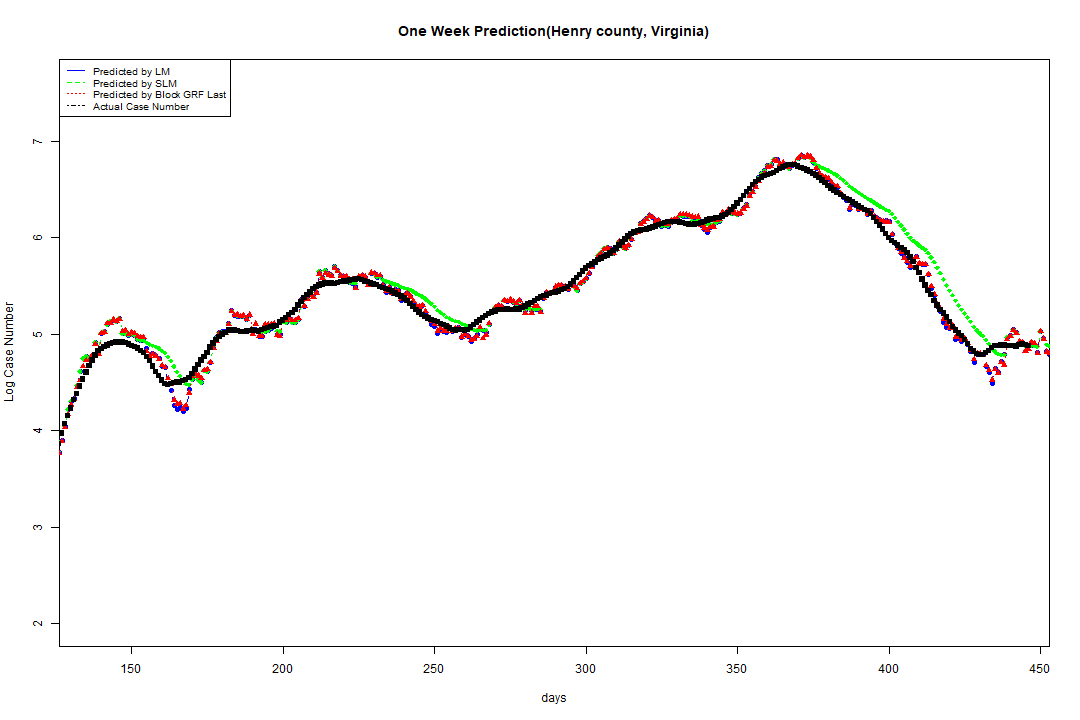 One Week Prediction(Henry county, Virginia)
Predicted by LM
Predicted by SLM
Predicted by Block GRF Last
Actual Case Number
Log Case Number
7
6
5
4
3
2
150 200 250 300 350 400 450
days